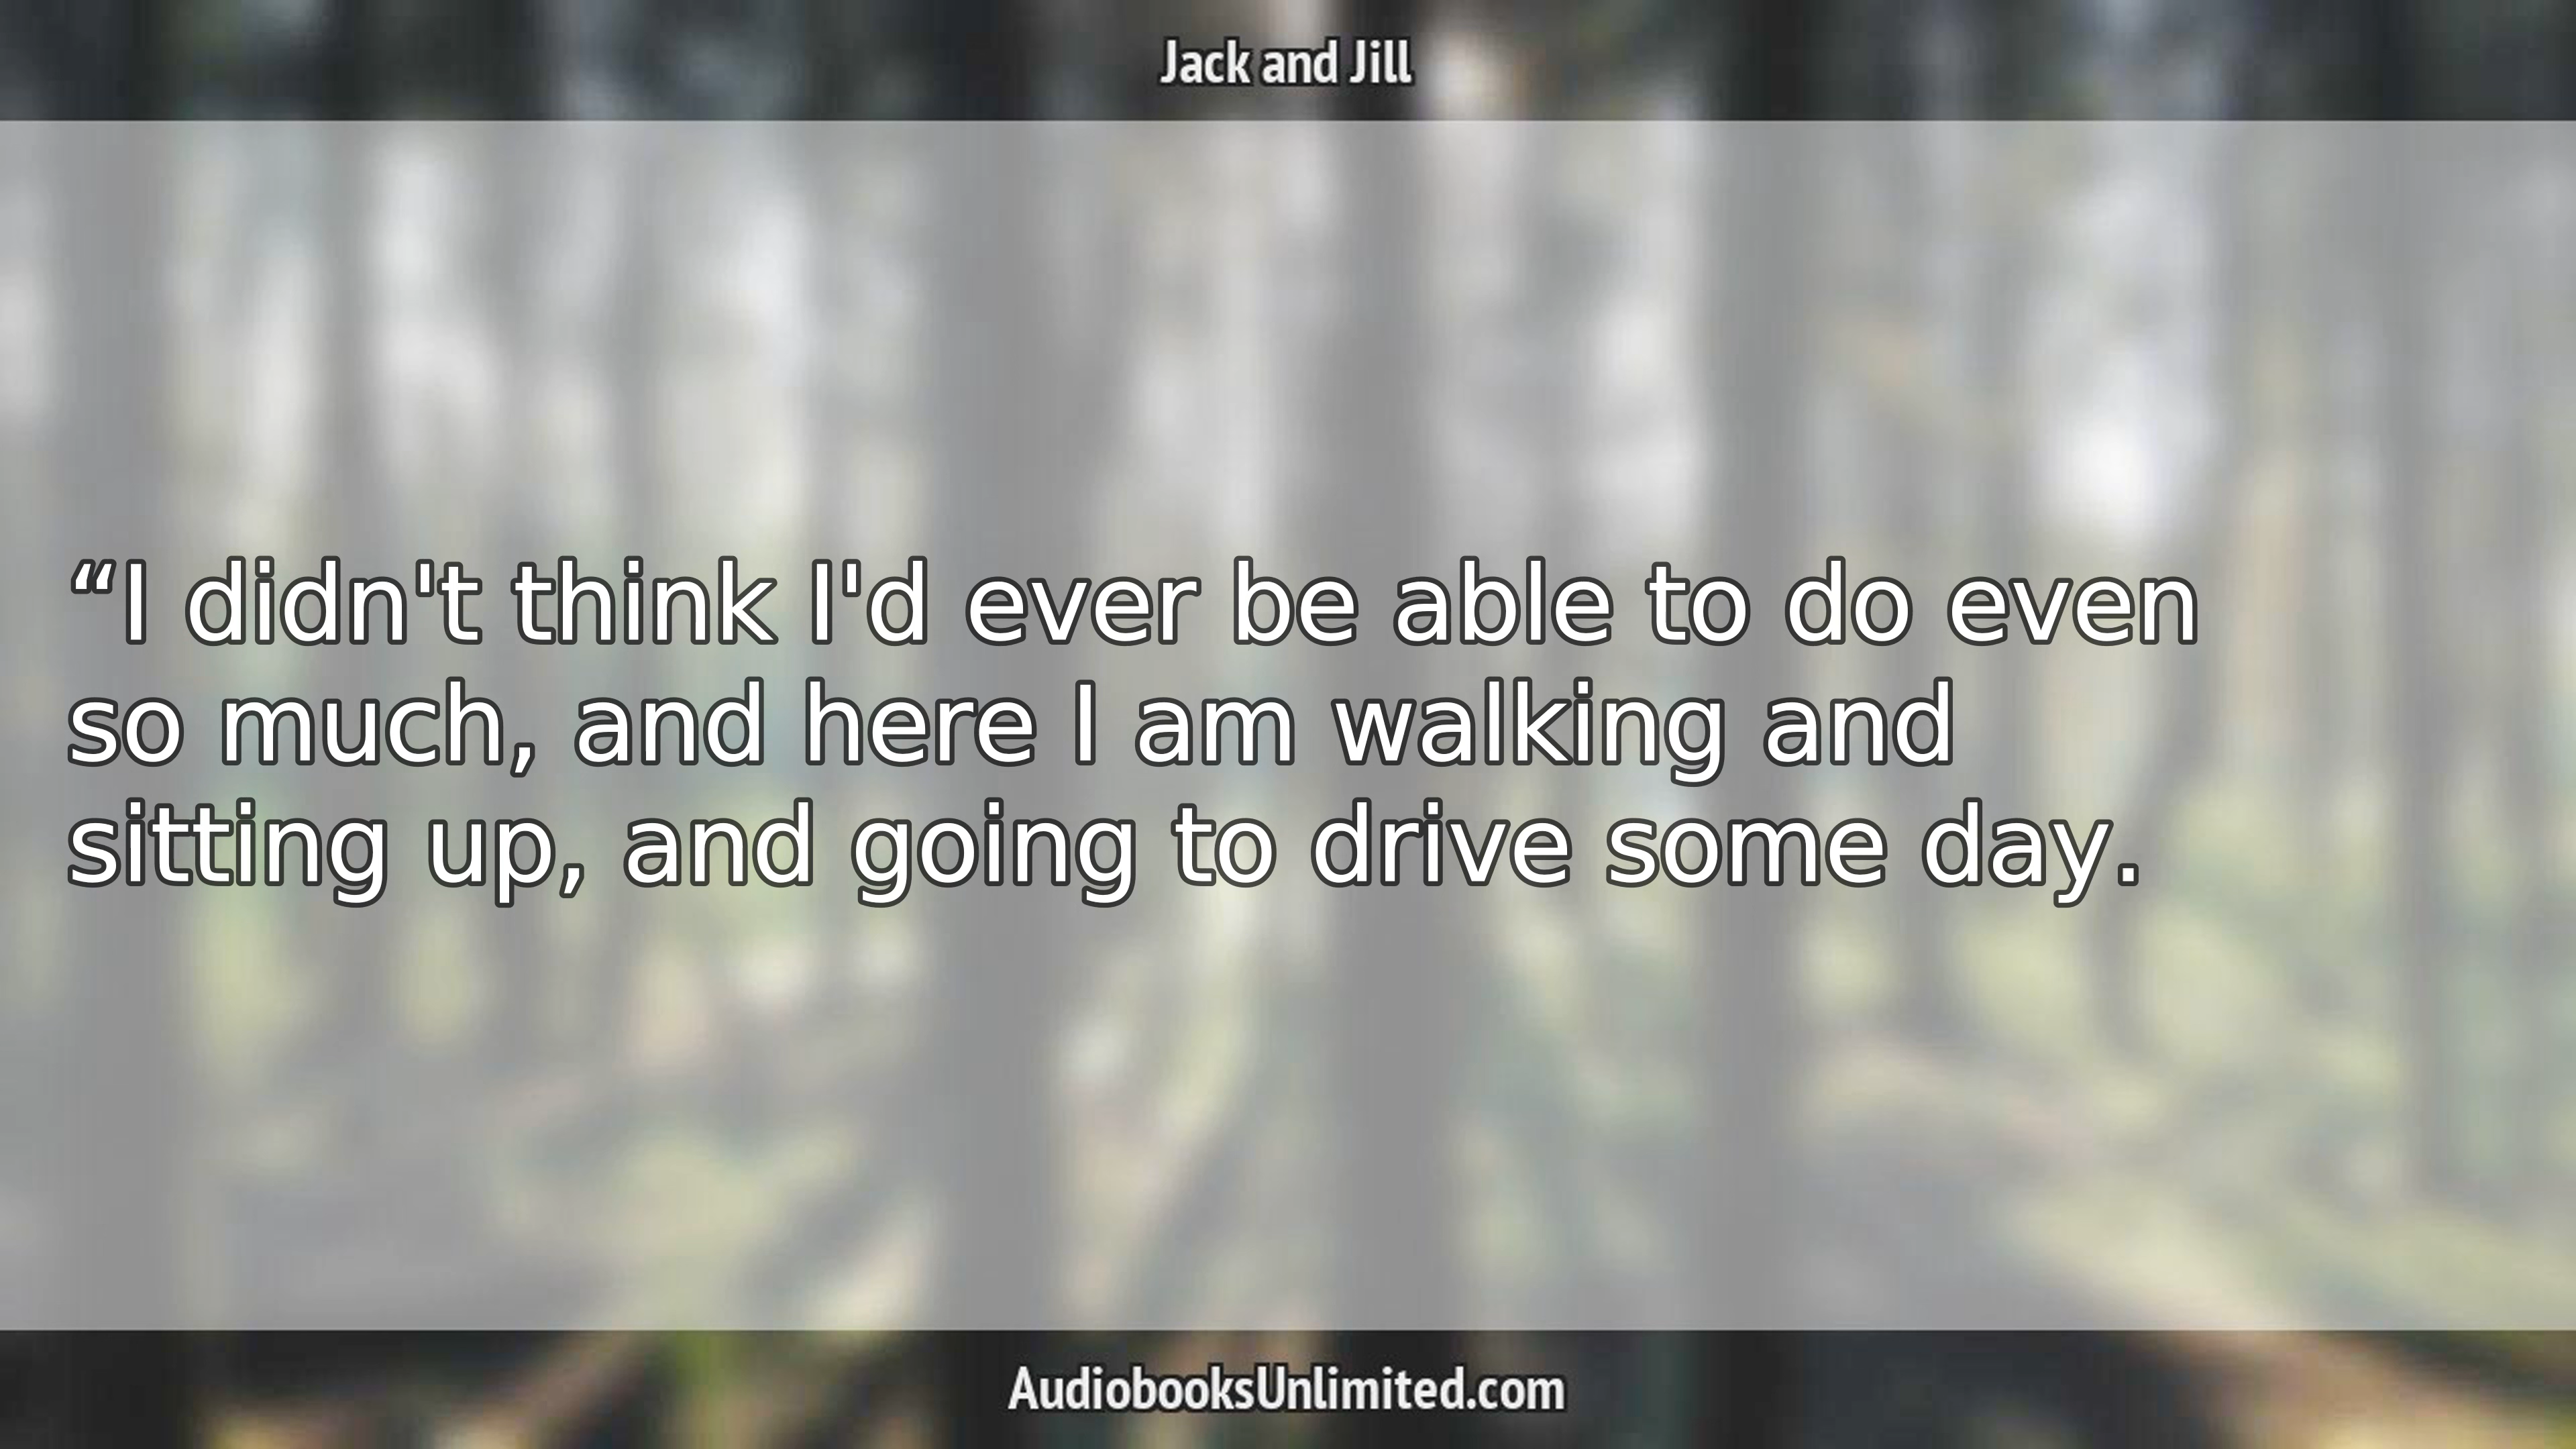 Jack and Jill
“I didn't think I'd ever be able to do even
so much, and here I am walking and
sitting up, and going to drive some day.
AudiobooksUnlimited.com